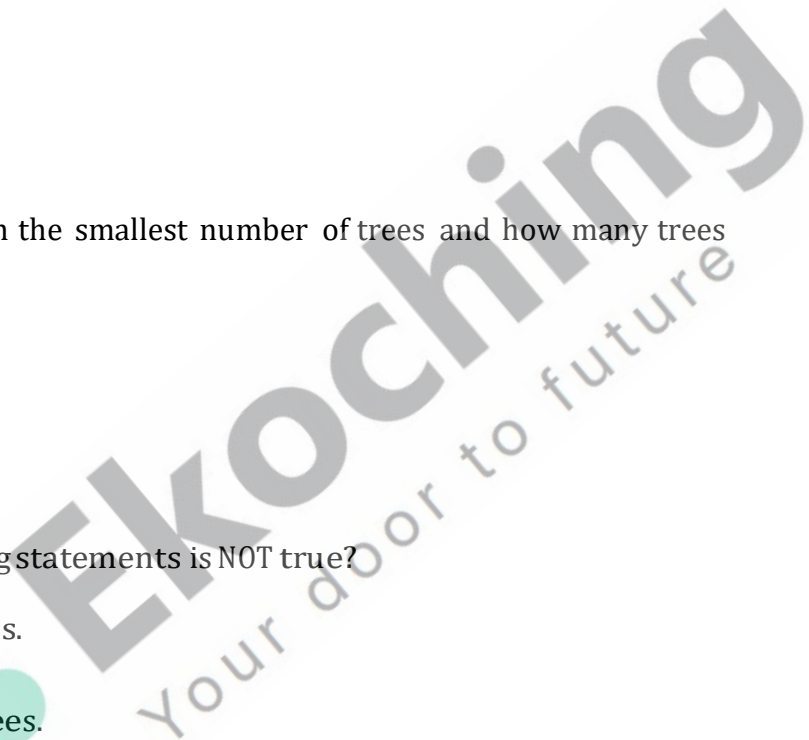 n the smallest number of trees and how many trees
g statements is NOT true?
s.
ees.
Ekoching
Your door to future